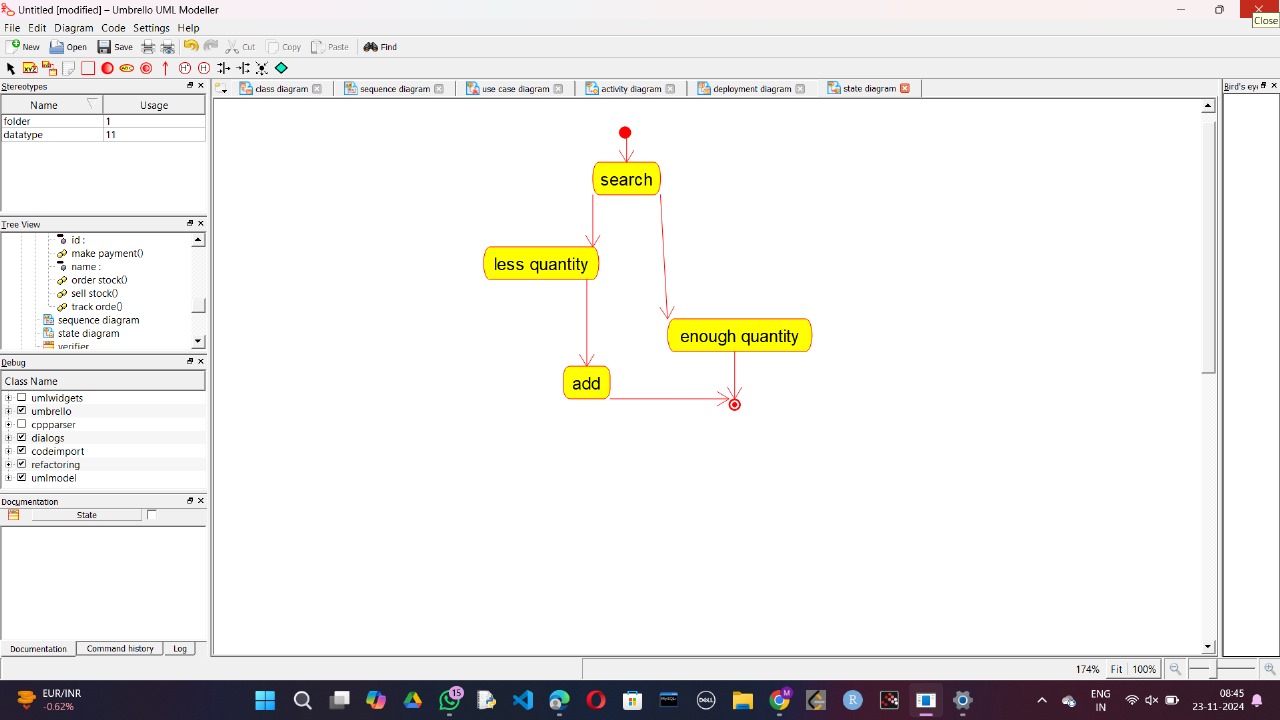 Untitled [modified] – Umbrello UML Modeller
Close
File Edit Diagram Code Settings Help
New Open Save Cut Copy Paste Find
Stereotypes
class diagram sequence diagram use case diagram activity diagram deployment diagram state diagram
Bird's ey
Name Usage
folder 1
datatype 11
Tree View
id :
make payment()
name :
order stock()
sell stock()
track orde()
sequence diagram
state diagram
verifier
search
less quantity
enough quantity
add
Debug
Class Name
umlwidgets
umbrello
cppparser
dialogs
codeimport
refactoring
umlmodel
Documentation
State
Documentation Command history Log
174% Fit 100%
EUR/INR
-0.62%
15
DELL
M
ENG
IN
08:45
23-11-2024